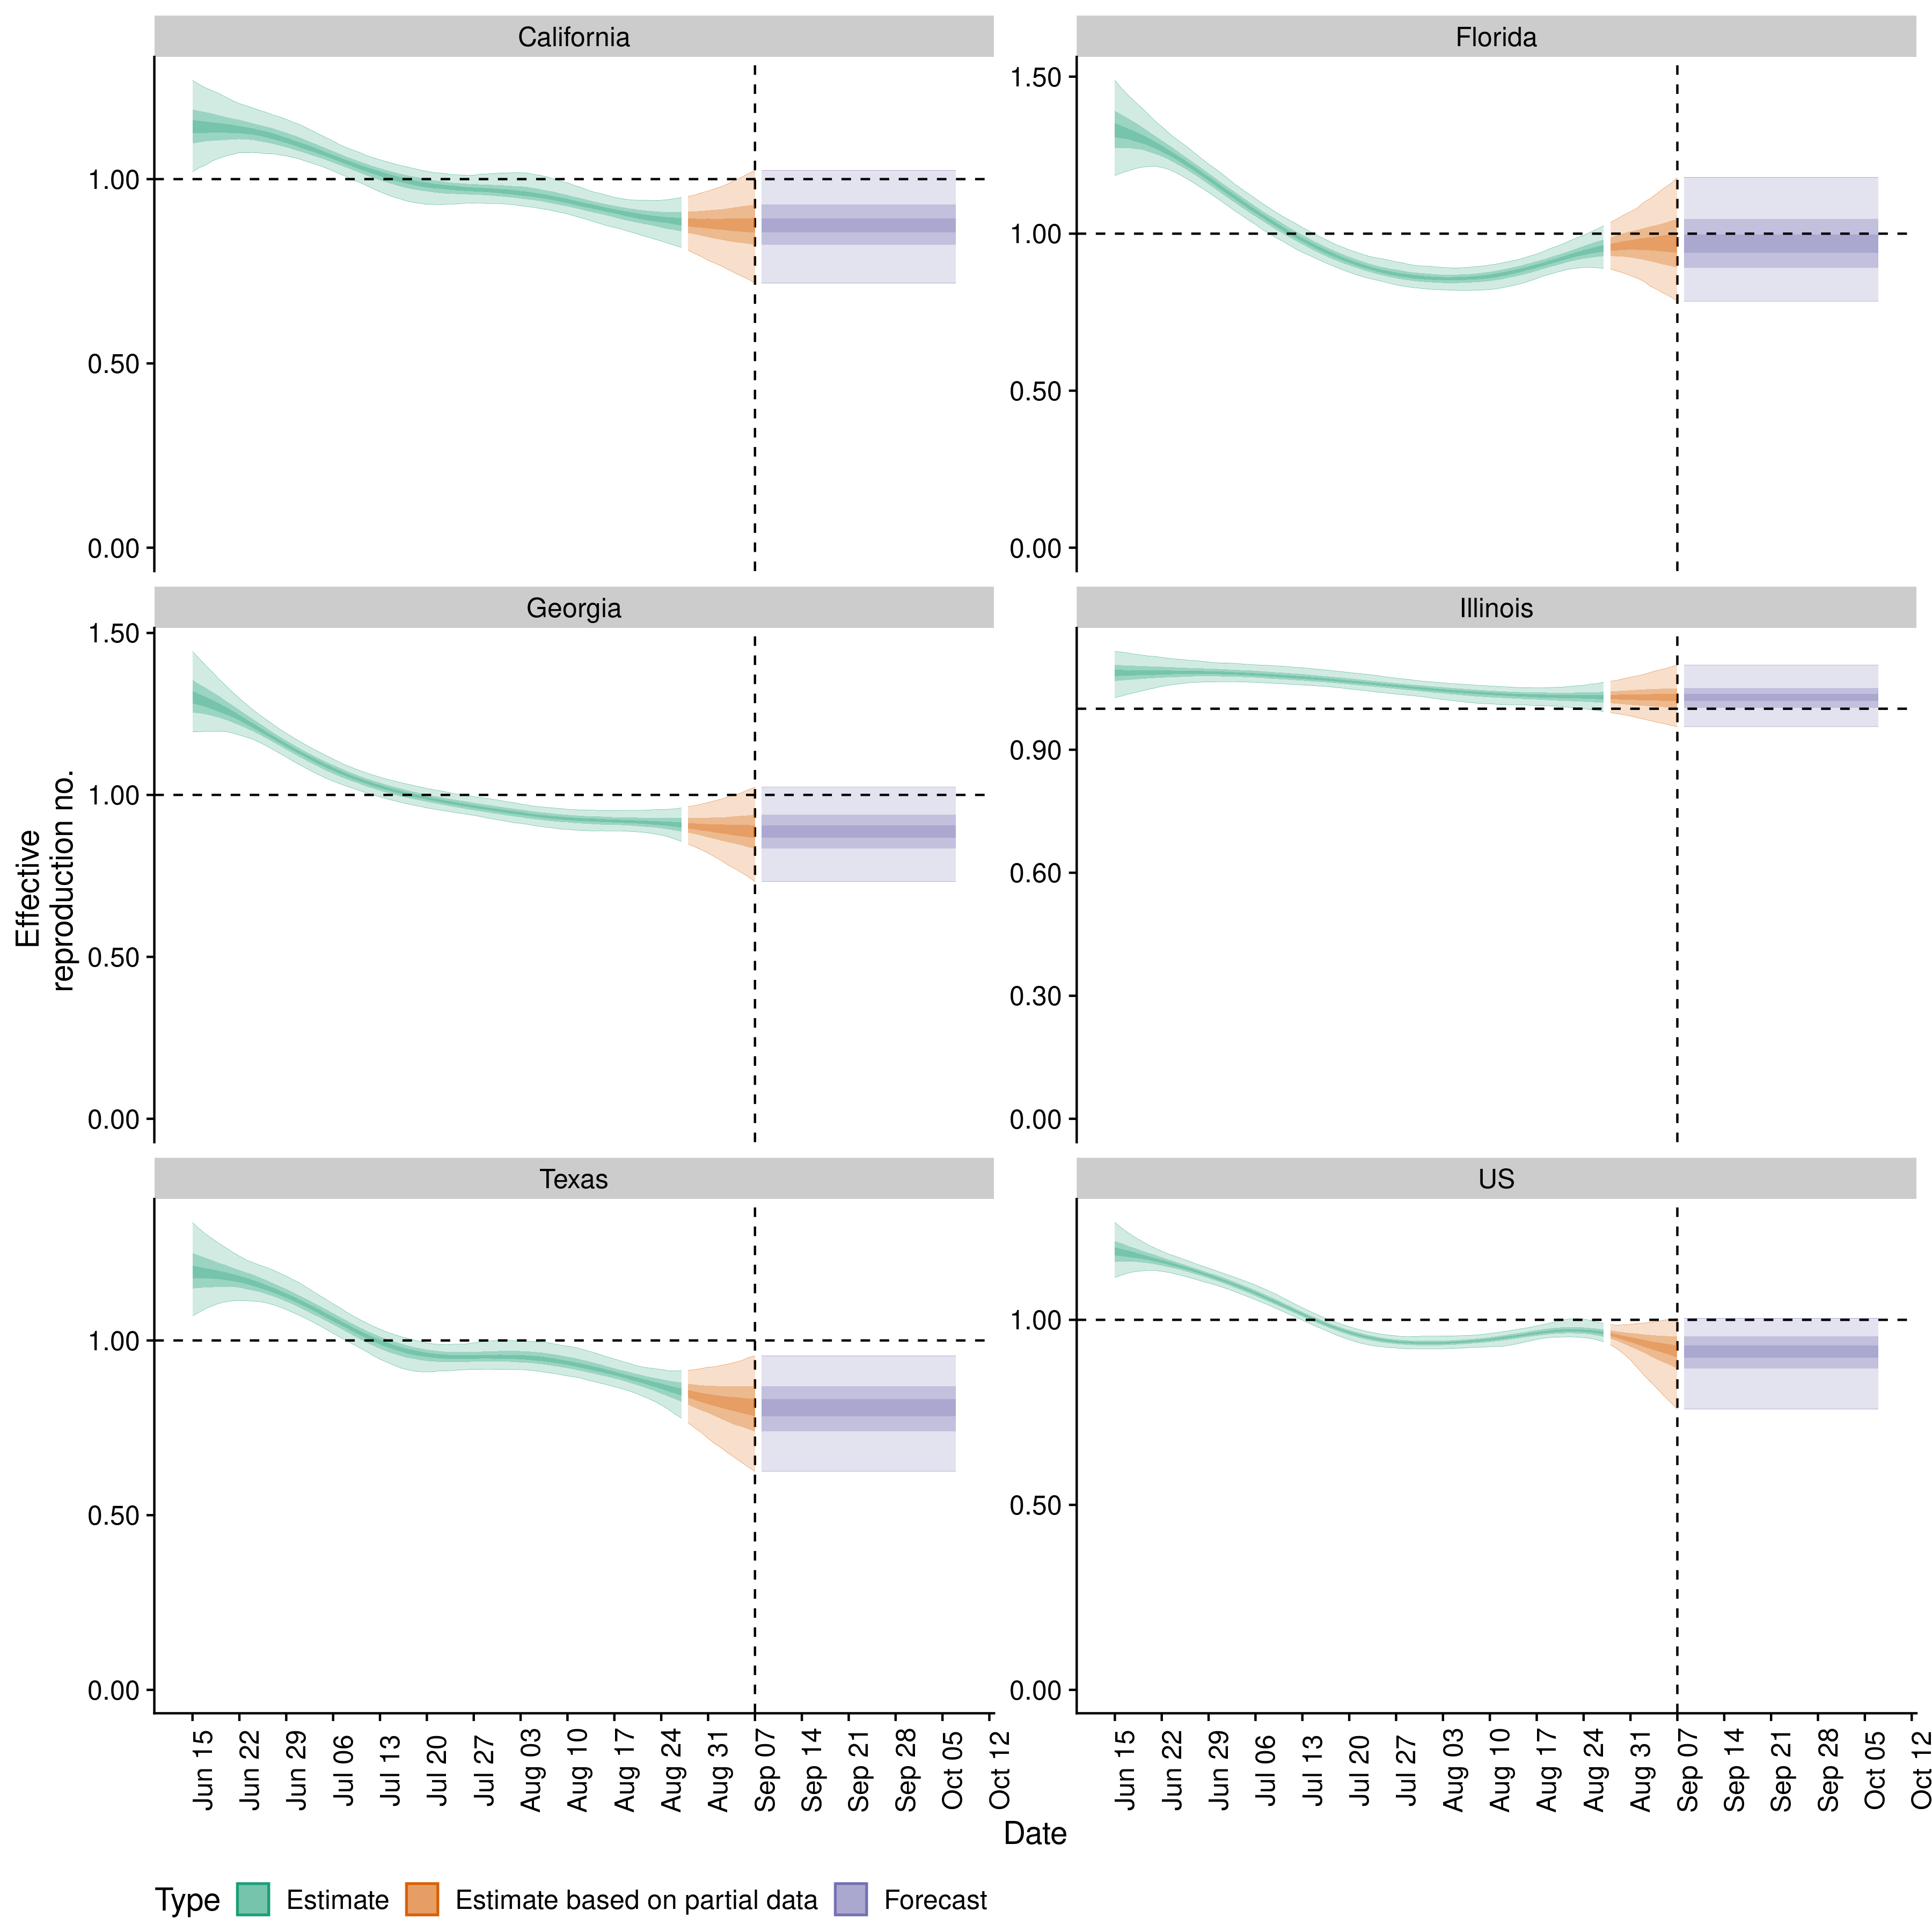 California
Florida
1.00
0.50
0.00
1.50
1.00
0.50
0.00
Georgia
Illinois
1.50
1.00
0.50
0.00
0.90
0.60
0.30
0.00
Effective
reproduction no.
Texas
US
1.00
0.50
0.00
1.00
0.50
0.00
Jun 15
Jun 22
Jun 29
Jul 06
Jul 13
Jul 20
Jul 27
Aug 03
Aug 10
Aug 17
Aug 24
Aug 31
Sep 07
Sep 14
Sep 21
Sep 28
Oct 05
Oct 12
Jun 15
Jun 22
Jun 29
Jul 06
Jul 13
Jul 20
Jul 27
Aug 03
Aug 10
Aug 17
Aug 24
Aug 31
Sep 07
Sep 14
Sep 21
Sep 28
Oct 05
Oct 12
Date
Type Estimate Estimate based on partial data Forecast